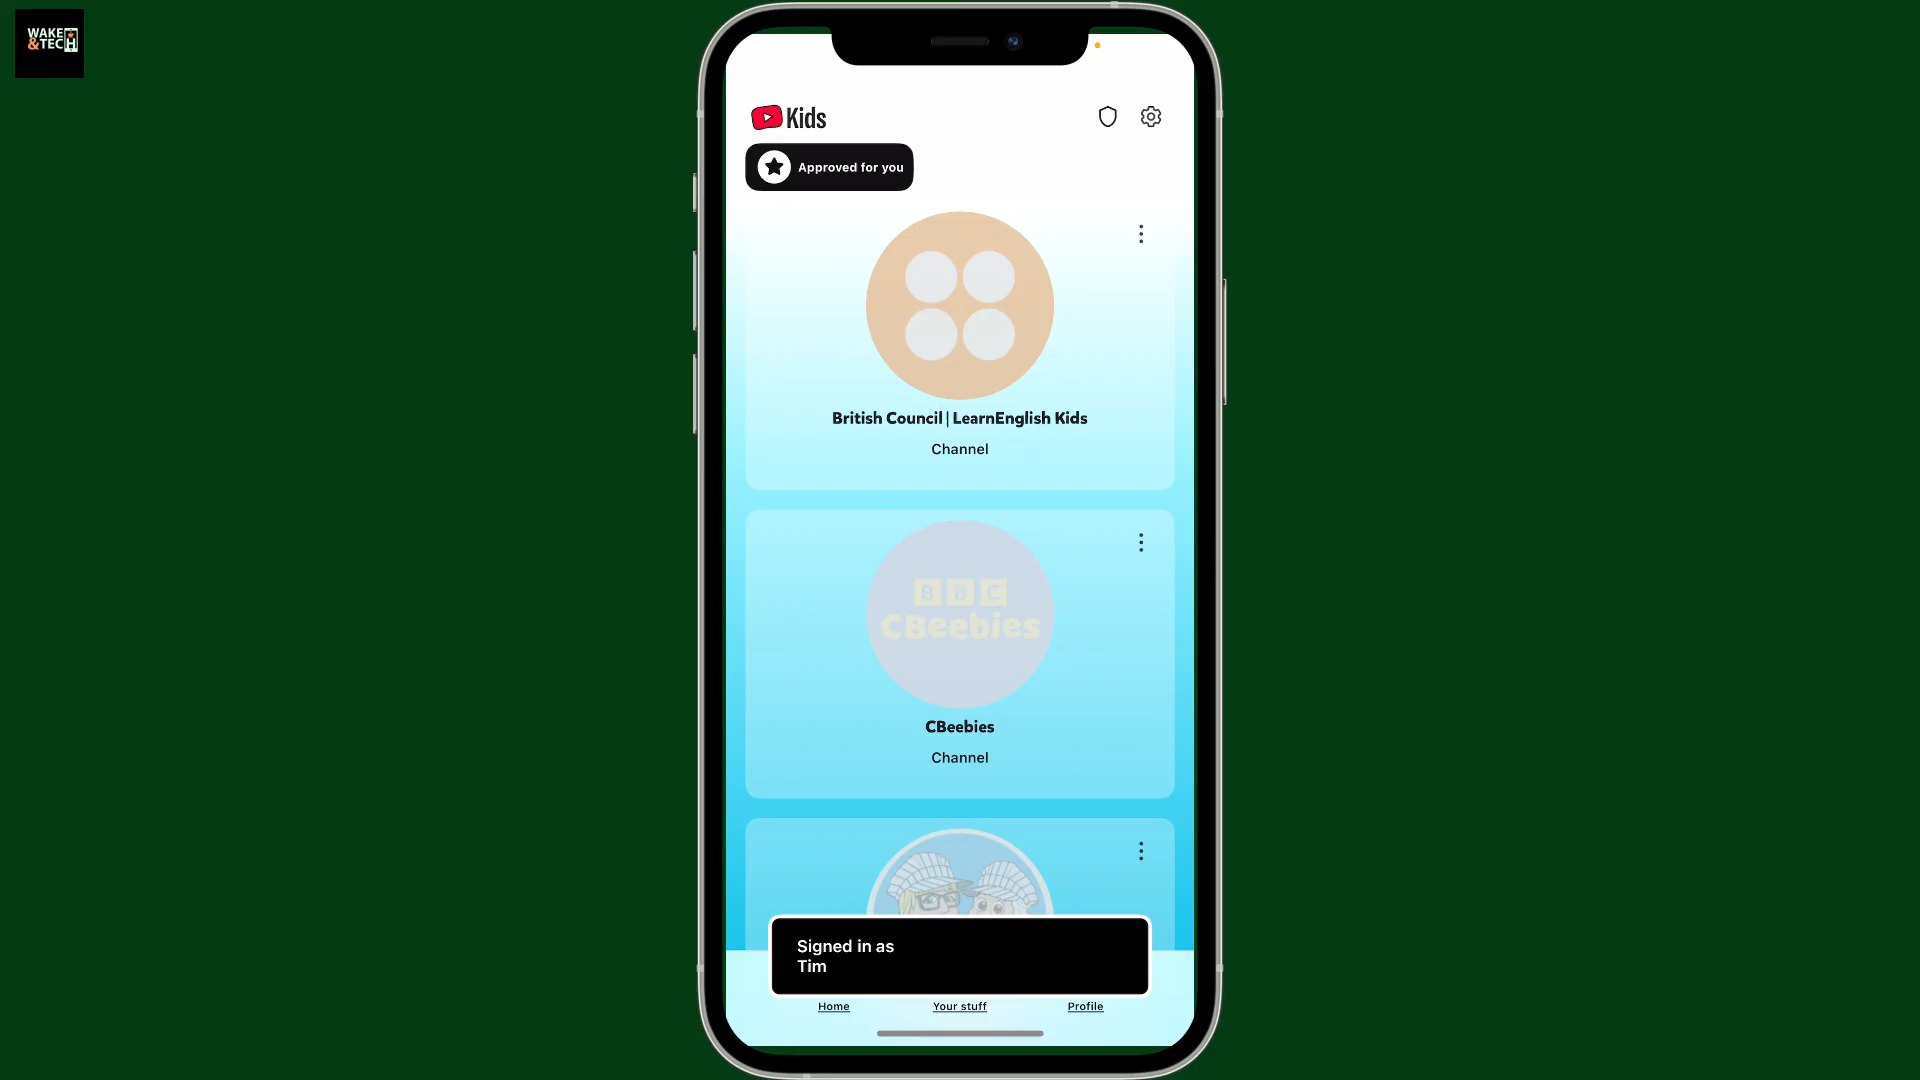 WAKE
&TECH
Kids
Approved for you
British Council | LearnEnglish Kids
Channel
BBC
CBeebies
CBeebies
Channel
Signed in as
Tim
Home
Your stuff
Profile